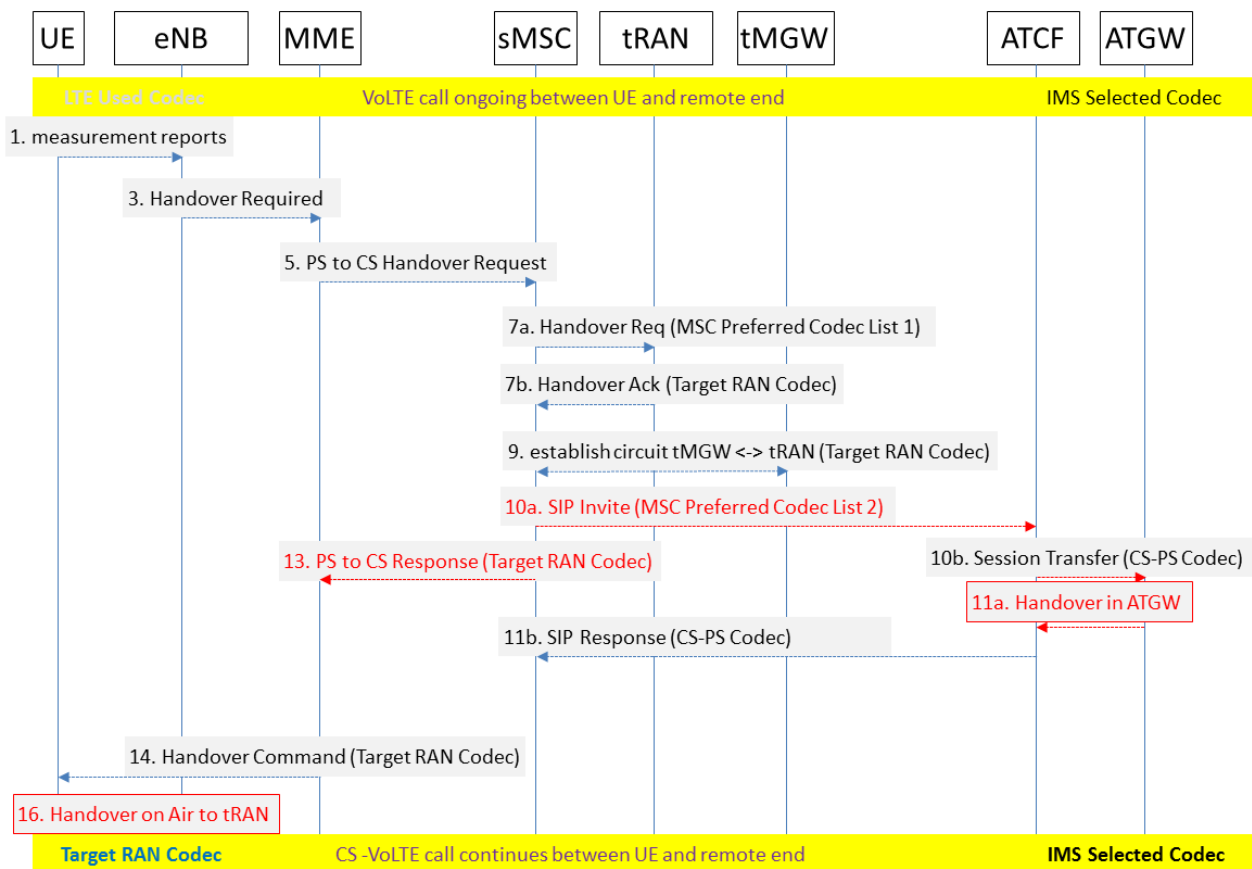 UE eNB MME sMSC tRAN tMGW ATCF ATGW
LTE Used Codec VoLTE call ongoing between UE and remote end IMS Selected Codec
1. measurement reports
3. Handover Required
5. PS to CS Handover Request
7a. Handover Req (MSC Preferred Codec List 1)
7b. Handover Ack (Target RAN Codec)
9. establish circuit tMGW <-> tRAN (Target RAN Codec)
10a. SIP Invite (MSC Preferred Codec List 2)
13. PS to CS Response (Target RAN Codec)
10b. Session Transfer (CS-PS Codec)
11a. Handover in ATGW
11b. SIP Response (CS-PS Codec)
14. Handover Command (Target RAN Codec)
16. Handover on Air to tRAN
Target RAN Codec CS -VoLTE call continues between UE and remote end IMS Selected Codec